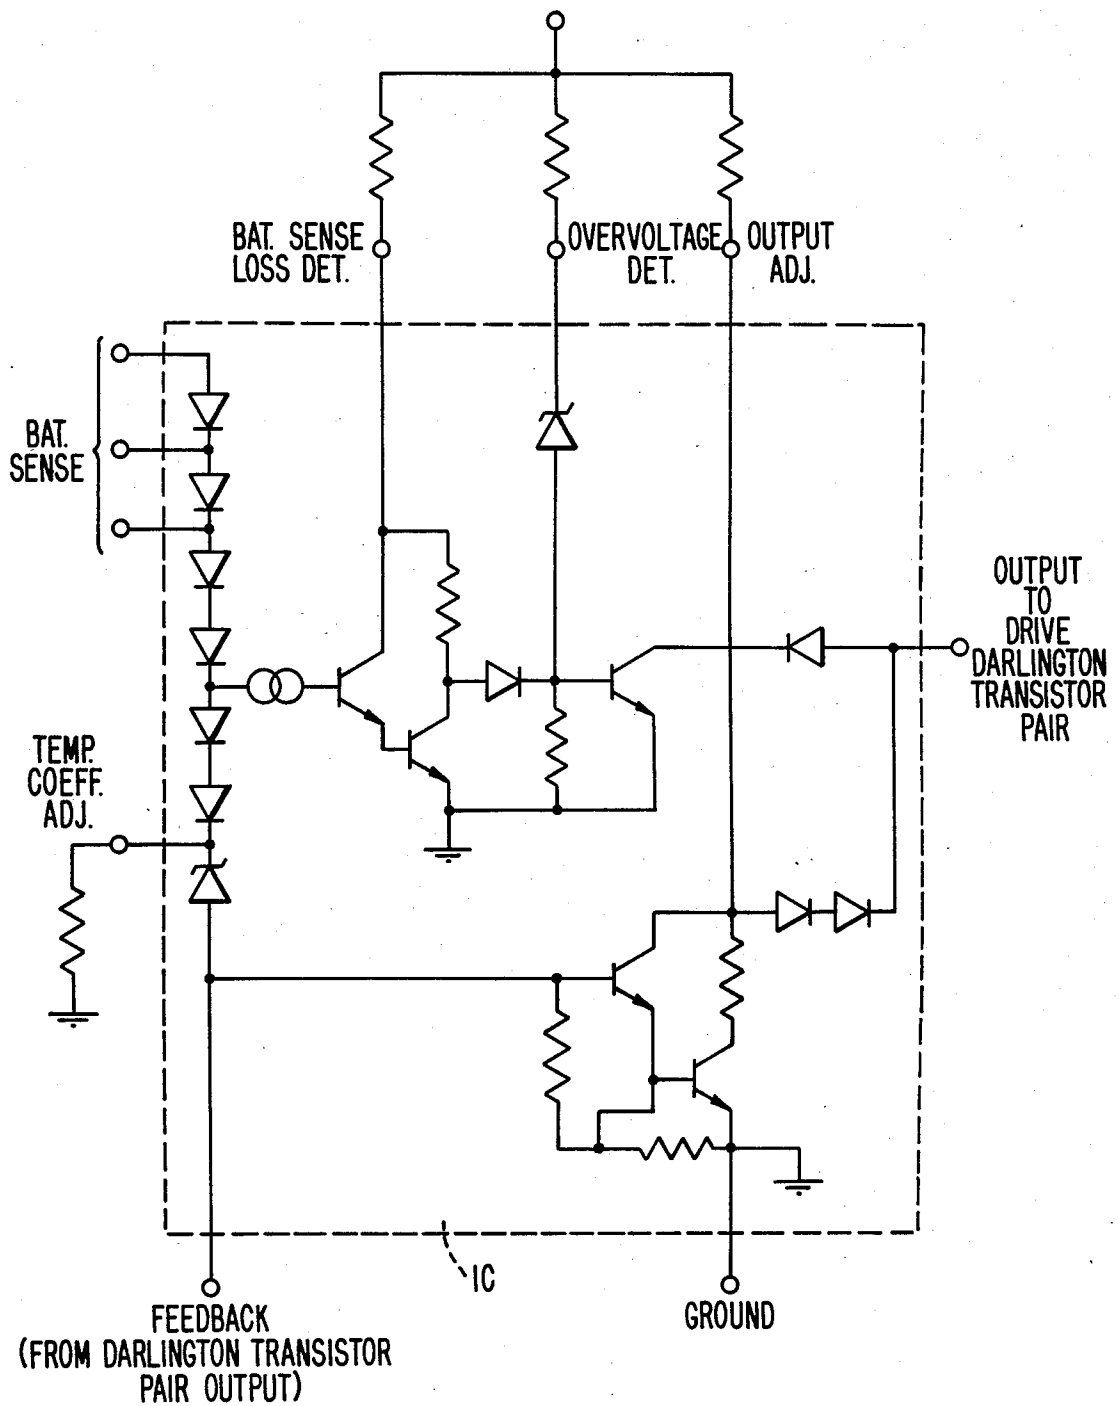 BAT. SENSE
LOSS DET.
OVERVOLTAGE
DET.
OUTPUT
ADJ.
BAT.
SENSE
OUTPUT
TO
DRIVE
DARLINGTON
TRANSISTOR
PAIR
TEMP.
COEFF.
ADJ.
IC
FEEDBACK
(FROM DARLINGTON TRANSISTOR
PAIR OUTPUT)
GROUND